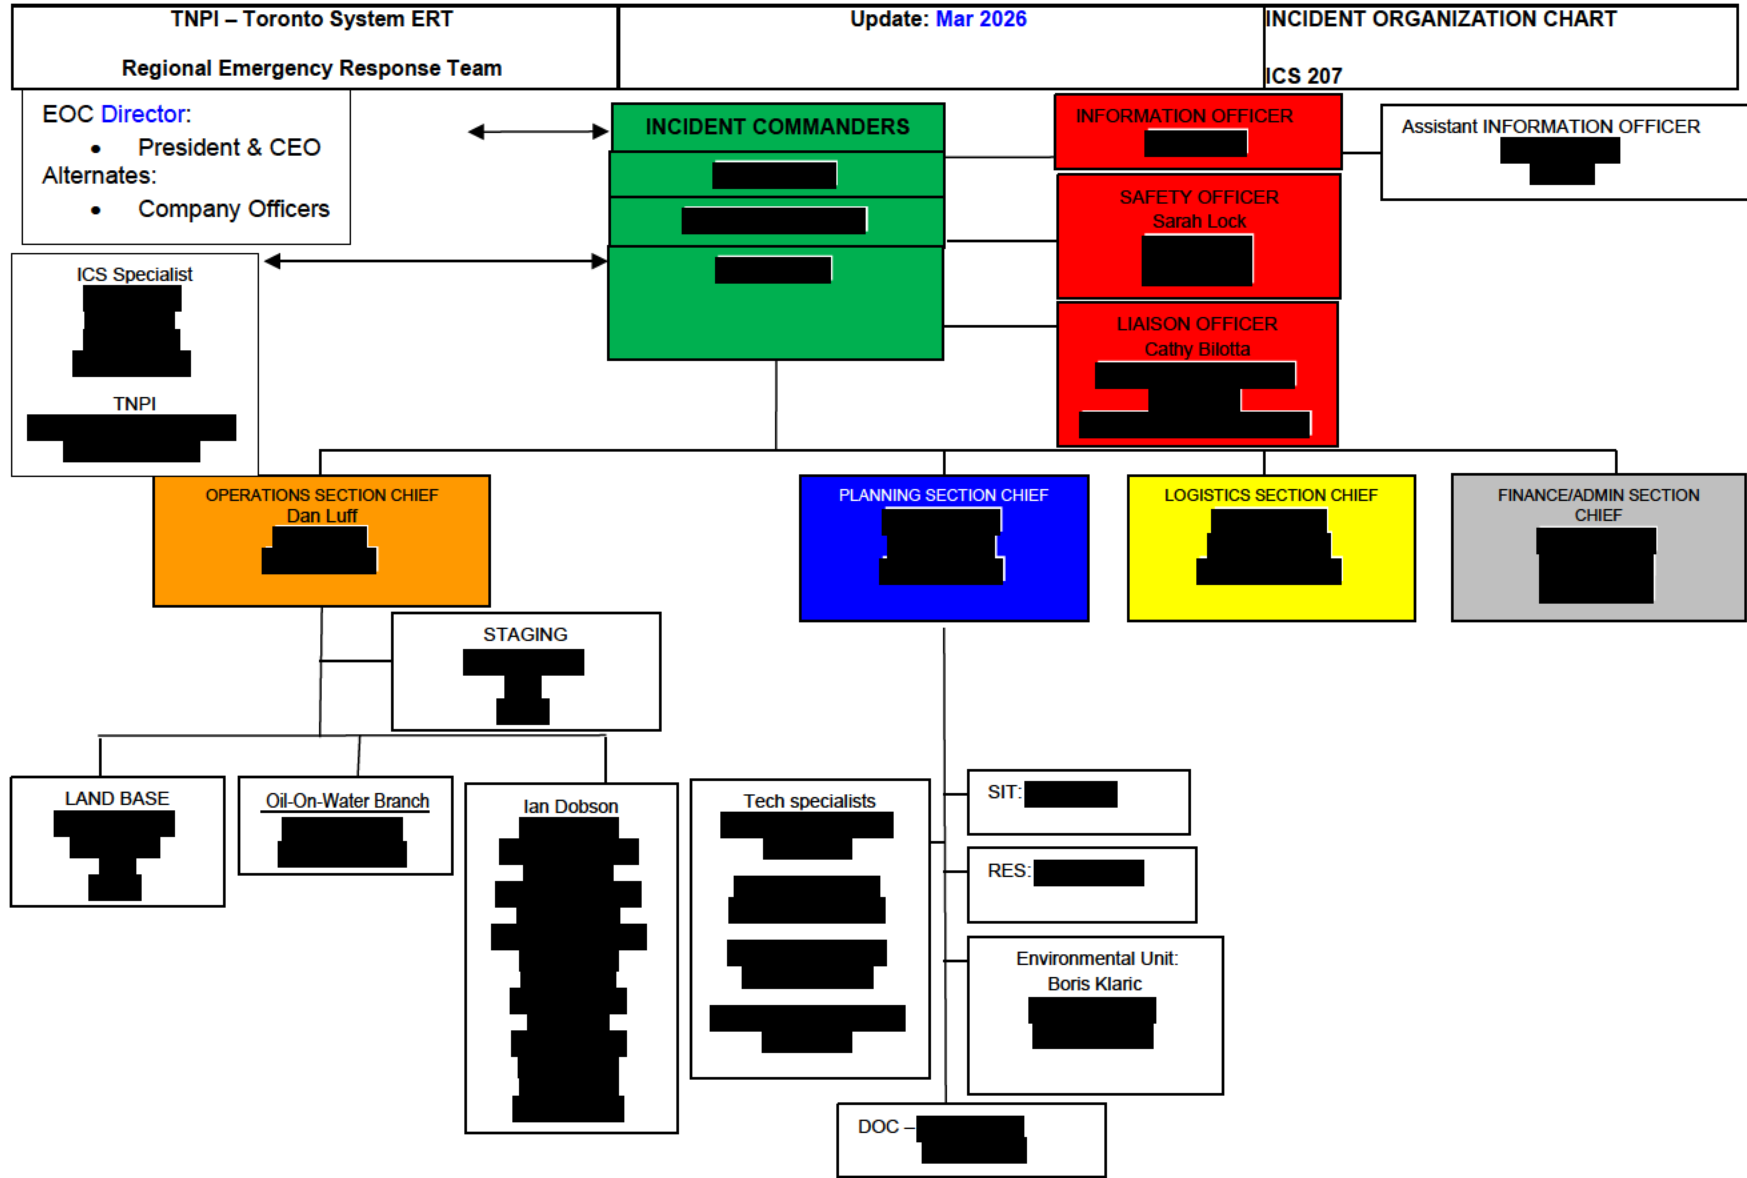 TNPI – Toronto System ERT
Regional Emergency Response Team
Update: Mar 2026
INCIDENT ORGANIZATION CHART
ICS 207
EOC Director:
• President & CEO
Alternates:
• Company Officers
INCIDENT COMMANDERS
INFORMATION OFFICER
Assistant INFORMATION OFFICER
SAFETY OFFICER
Sarah Lock
LIAISON OFFICER
Cathy Bilotta
ICS Specialist
TNPI
OPERATIONS SECTION CHIEF
Dan Luff
PLANNING SECTION CHIEF
LOGISTICS SECTION CHIEF
FINANCE/ADMIN SECTION
CHIEF
STAGING
LAND BASE
Oil-On-Water Branch
Ian Dobson
Tech specialists
SIT:
RES:
Environmental Unit:
Boris Klaric
DOC –